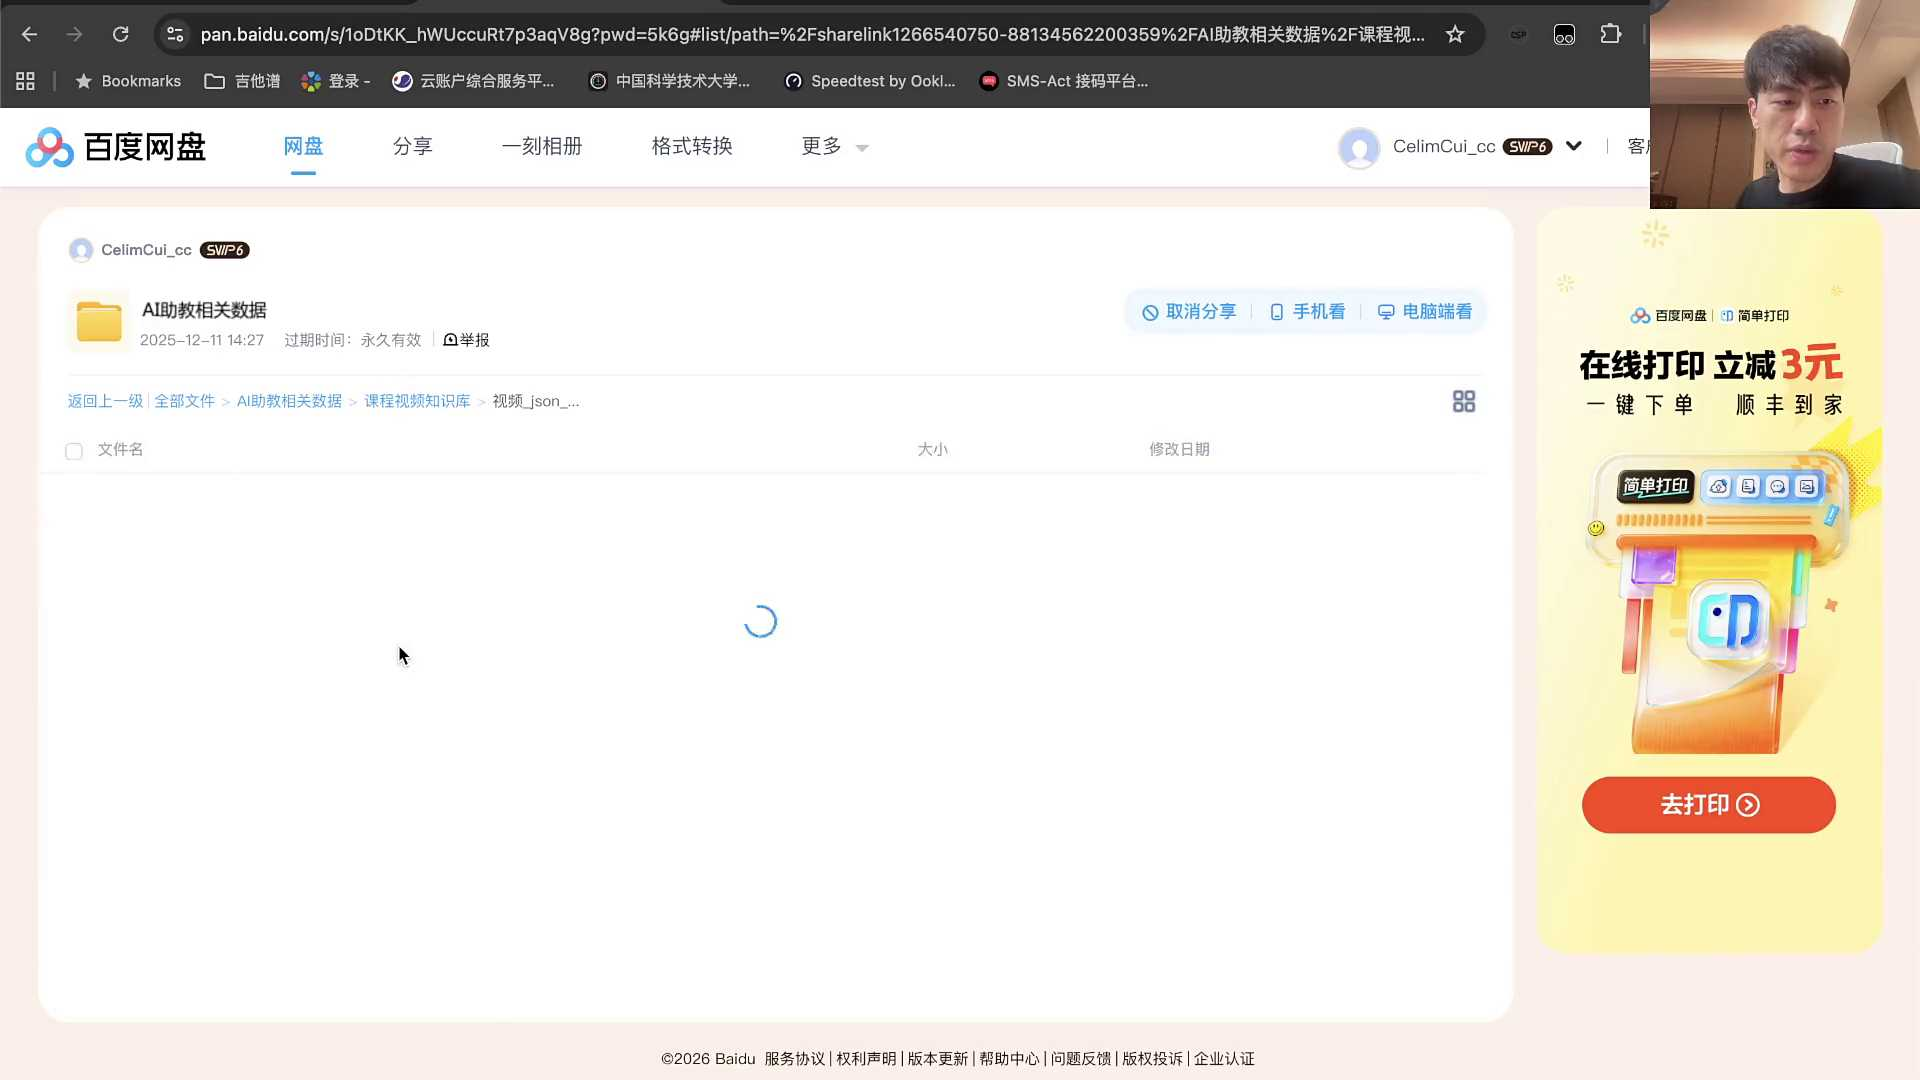 pan.baidu.com/s/1oDtKK_hWUccuRt7p3aqV8g?pwd=5k6g#list/path=%2Fsharelink1266540750-88134562200359%2FAI助教相关数据%2F课程视...
CSP
Bookmarks 吉他谱 登录 - 云账户综合服务平... 中国科学技术大学... Speedtest by Ookl... SMS-Act 接码平台...
百度网盘 网盘 分享 一刻相册 格式转换 更多 CelimCui_cc SVIP6
CelimCui_cc SVIP6
AI助教相关数据
2025-12-11 14:27 过期时间：永久有效 举报
取消分享 手机看 电脑端看
返回上一级 | 全部文件 > AI助教相关数据 > 课程视频知识库 > 视频_json_...
文件名 大小 修改日期
百度网盘 | 简单打印
在线打印 立减3元
一键下单 顺丰到家
简单打印
去打印
©2026 Baidu 服务协议 | 权利声明 | 版本更新 | 帮助中心 | 问题反馈 | 版权投诉 | 企业认证